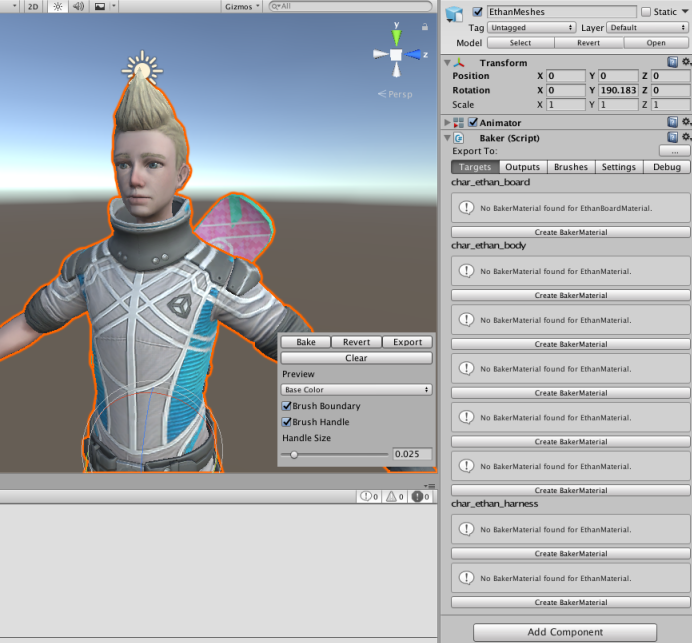 2D
Gizmos
All
y
z
Persp
Bake Revert Export
Clear
Preview
Base Color
Brush Boundary
Brush Handle
Handle Size
0.025
0 0 0
EthanMeshes Static
Tag Untagged Layer Default
Model Select Revert Open
Transform
Position X 0 Y 0 Z 0
Rotation X 0 Y 190.183 Z 0
Scale X 1 Y 1 Z 1
Animator
Baker (Script)
Export To: ...
Targets Outputs Brushes Settings Debug
char_ethan_board
No BakerMaterial found for EthanBoardMaterial.
Create BakerMaterial
char_ethan_body
No BakerMaterial found for EthanMaterial.
Create BakerMaterial
No BakerMaterial found for EthanMaterial.
Create BakerMaterial
No BakerMaterial found for EthanMaterial.
Create BakerMaterial
No BakerMaterial found for EthanMaterial.
Create BakerMaterial
No BakerMaterial found for EthanMaterial.
Create BakerMaterial
char_ethan_harness
No BakerMaterial found for EthanMaterial.
Create BakerMaterial
No BakerMaterial found for EthanMaterial.
Create BakerMaterial
Add Component